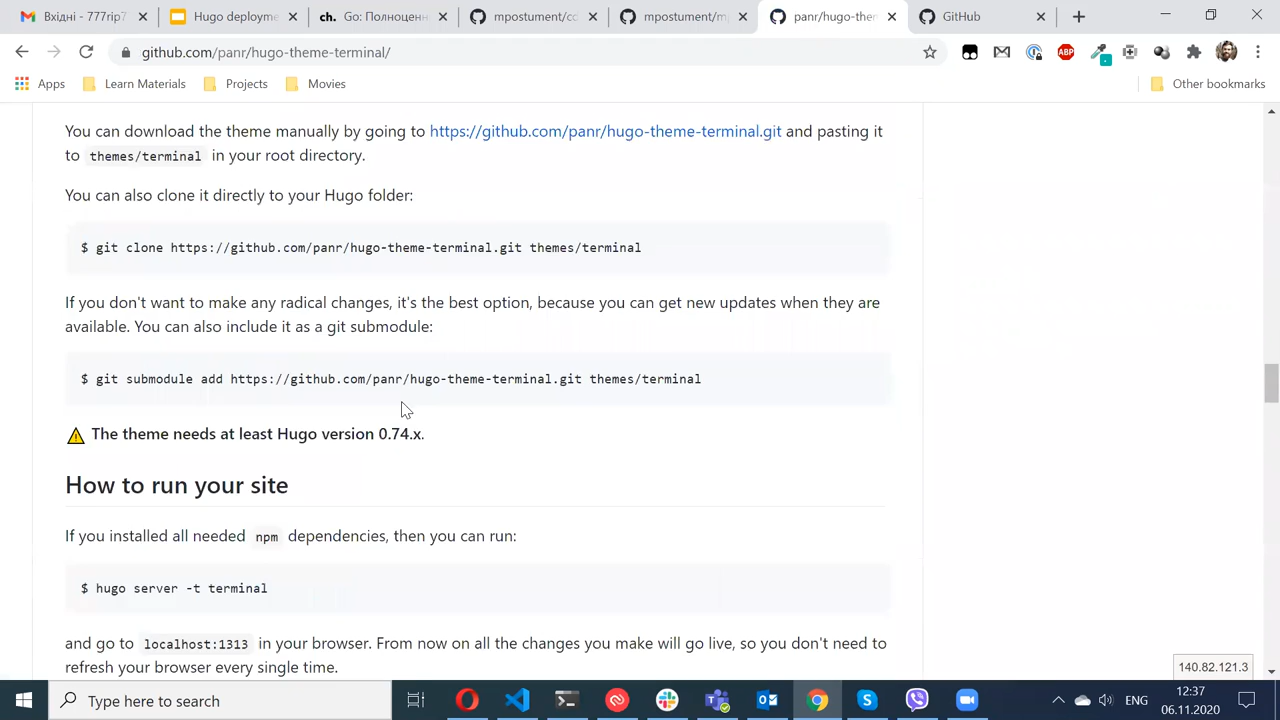 Вхідні - 777rip7
Hugo deployme
ch. Go: Полноценн
mpostument/cc
mpostument/m
panr/hugo-the
GitHub
github.com/panr/hugo-theme-terminal/
ABP
Apps
Learn Materials
Projects
Movies
Other bookmarks
You can download the theme manually by going to https://github.com/panr/hugo-theme-terminal.git and pasting it
to themes/terminal in your root directory.
You can also clone it directly to your Hugo folder:
$ git clone https://github.com/panr/hugo-theme-terminal.git themes/terminal
If you don't want to make any radical changes, it's the best option, because you can get new updates when they are
available. You can also include it as a git submodule:
$ git submodule add https://github.com/panr/hugo-theme-terminal.git themes/terminal
The theme needs at least Hugo version 0.74.x.
How to run your site
If you installed all needed npm dependencies, then you can run:
$ hugo server -t terminal
and go to localhost:1313 in your browser. From now on all the changes you make will go live, so you don't need to
refresh your browser every single time.
140.82.121.3
Type here to search
ENG
12:37
06.11.2020